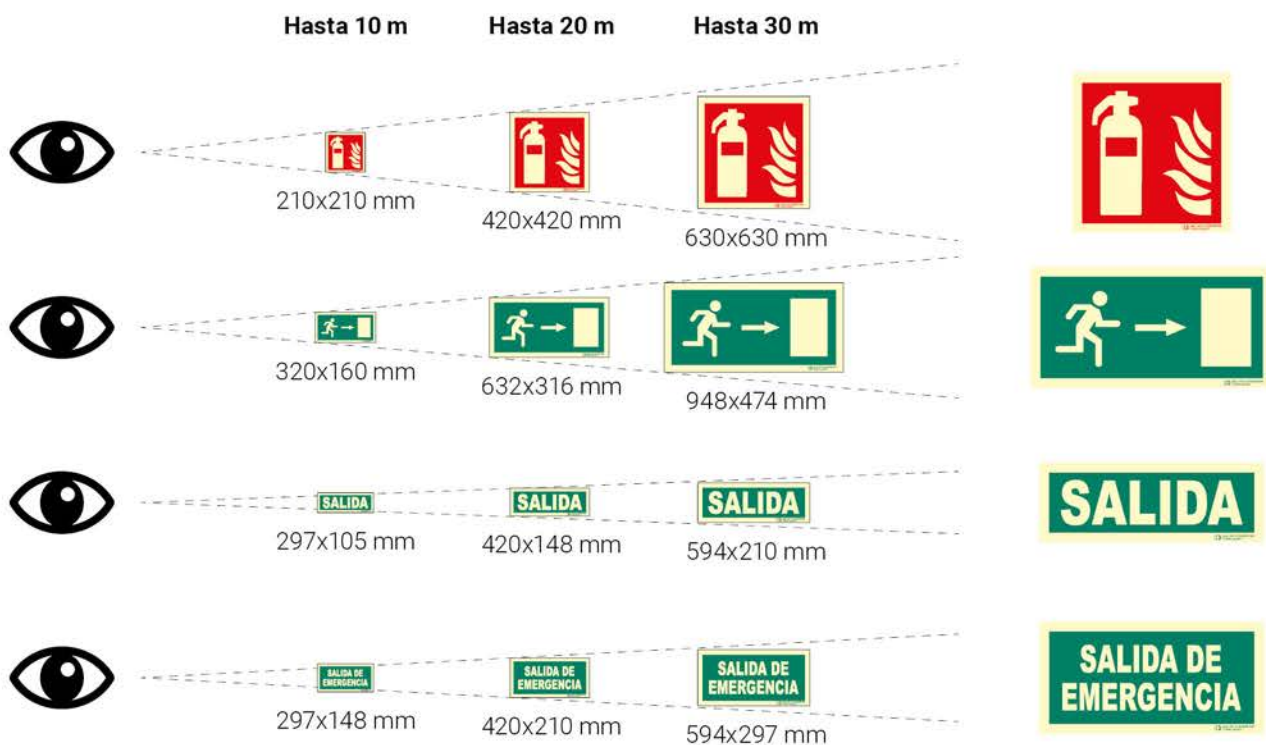 Hasta 10 m
Hasta 20 m
Hasta 30 m
210x210 mm
420x420 mm
630x630 mm
320x160 mm
632x316 mm
948x474 mm
SALIDA
SALIDA
SALIDA
SALIDA
297x105 mm
420x148 mm
594x210 mm
SALIDA DE
EMERGENCIA
SALIDA DE
EMERGENCIA
SALIDA DE
EMERGENCIA
SALIDA DE
EMERGENCIA
297x148 mm
420x210 mm
594x297 mm